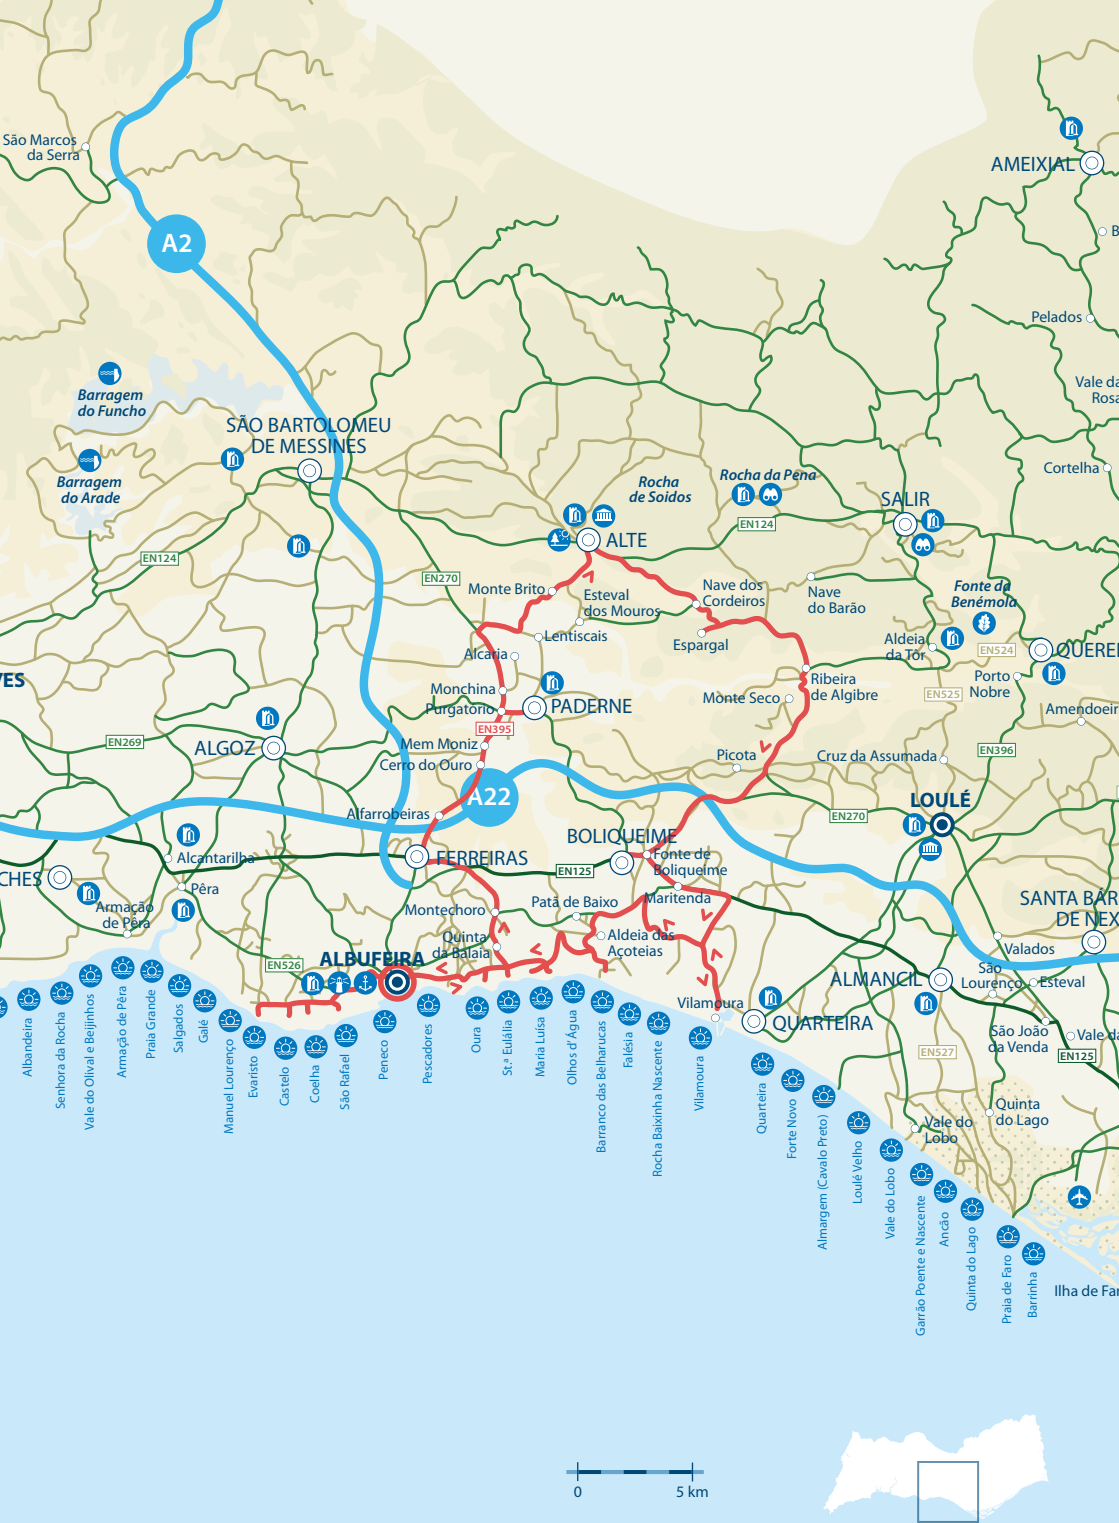 São Marcos
da Serra
AMEIXIAL
A2
B
Pelados
Barragem
do Funcho
Vale da
Rosa
SÃO BARTOLOMEU
DE MESSINES
Barragem
do Arade
Cortelha
Rocha
de Soidos
Rocha da Pena
SALIR
EN124
ALTE
EN124
EN270
Monte Brito
Esteval
dos Mouros
Nave dos
Cordeiros
Nave
do Barão
Fonte da
Benémola
Lentiscais
Espargal
Aldeia
da Tôr
EN524
QUEREN
Alcaria
VES
Monchina
Purgatorio
PADERNE
Monte Seco
Ribeira
de Algibre
EN525
Porto
Nobre
Amendoeir
EN395
EN269
ALGOZ
Mem Moniz
Cerro do Ouro
Picota
Cruz da Assumada
EN396
A22
Alfarrobeiras
EN270
LOULÉ
BOLIQUEIME
Alcantarilha
FERREIRAS
Fonte de
Boliqueime
CHES
Pêra
EN125
Maritenda
Armação
de Pêra
Montechoro
Patã de Baixo
SANTA BÁR
DE NEX
Quinta
da Balaia
Aldeia das
Açoteias
Valados
EN526
ALBUFEIRA
ALMANCIL
São
Lourenço
Esteval
Vilamoura
QUARTEIRA
São João
da Venda
Vale da
EN527
EN125
Albandeira
Senhora da Rocha
Vale do Olival e Beijinhos
Armação de Pêra
Praia Grande
Salgados
Galé
Manuel Lourenço
Evaristo
Castelo
Coelha
São Rafael
Peneco
Pescadores
Oura
St.ª Eulália
Maria Luísa
Olhos d' Água
Barranco das Belharucas
Falésia
Rocha Baixinha Nascente
Vilamoura
Quarteira
Forte Novo
Almargem (Cavalo Preto)
Loulé Velho
Vale do Lobo
Garrão Poente e Nascente
Ancão
Quinta do Lago
Praia de Faro
Barrinha
Vale do
Lobo
Quinta
do Lago
Ilha de Far
0 5 km